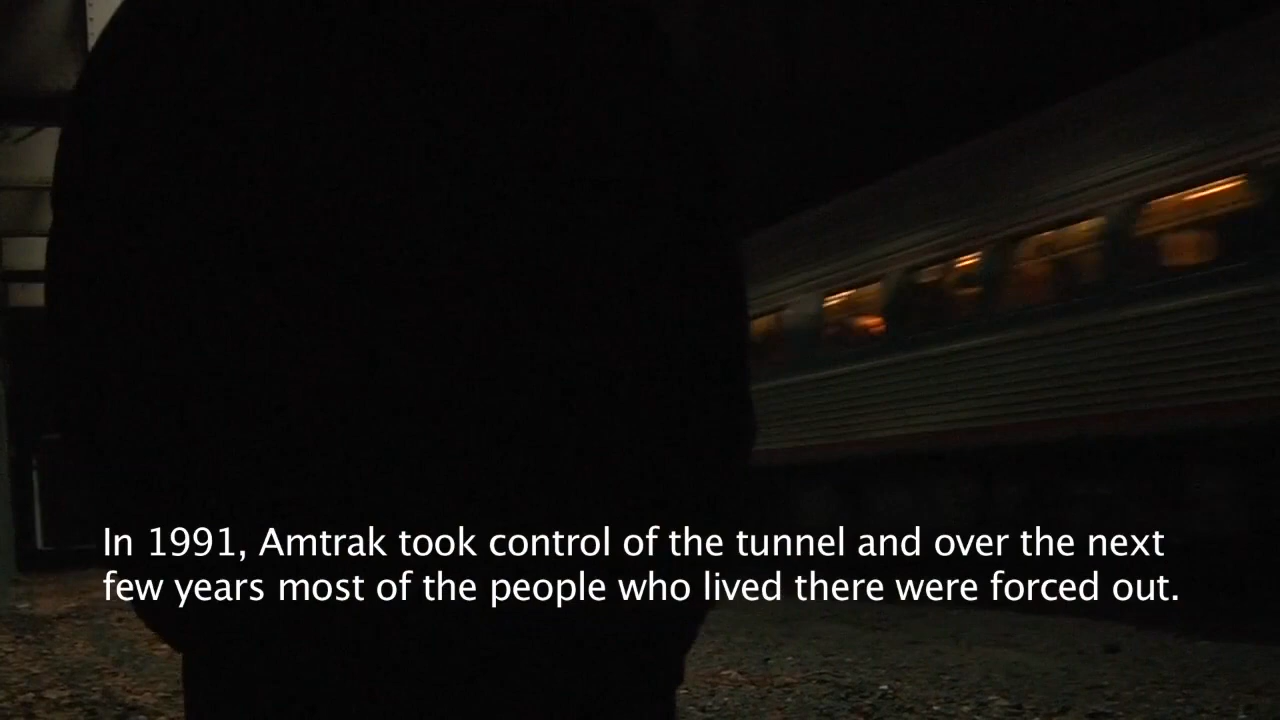 In 1991, Amtrak took control of the tunnel and over the next
few years most of the people who lived there were forced out.